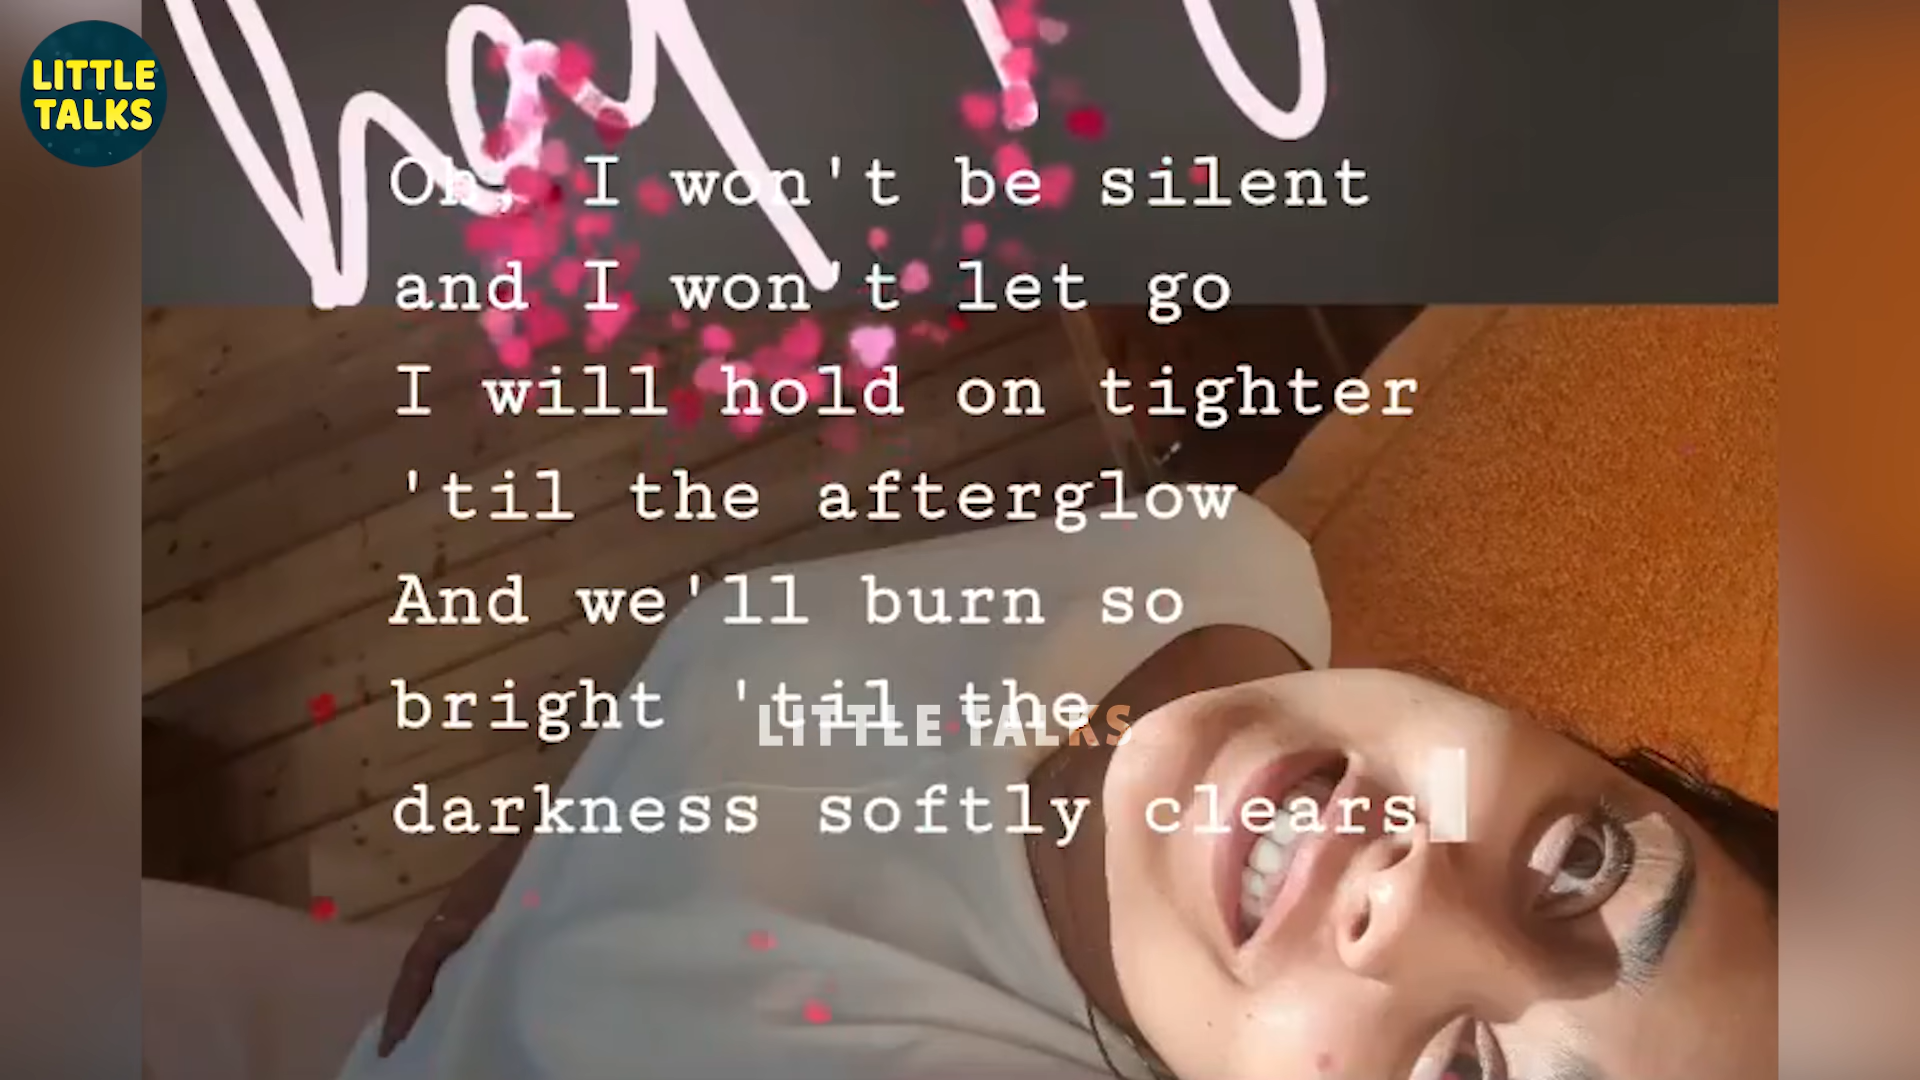 LITTLE
TALKS
Oh, I won't be silent
and I won't let go
I will hold on tighter
'til the afterglow
And we'll burn so
bright 'til the
LITTLE TALKS
darkness softly clears